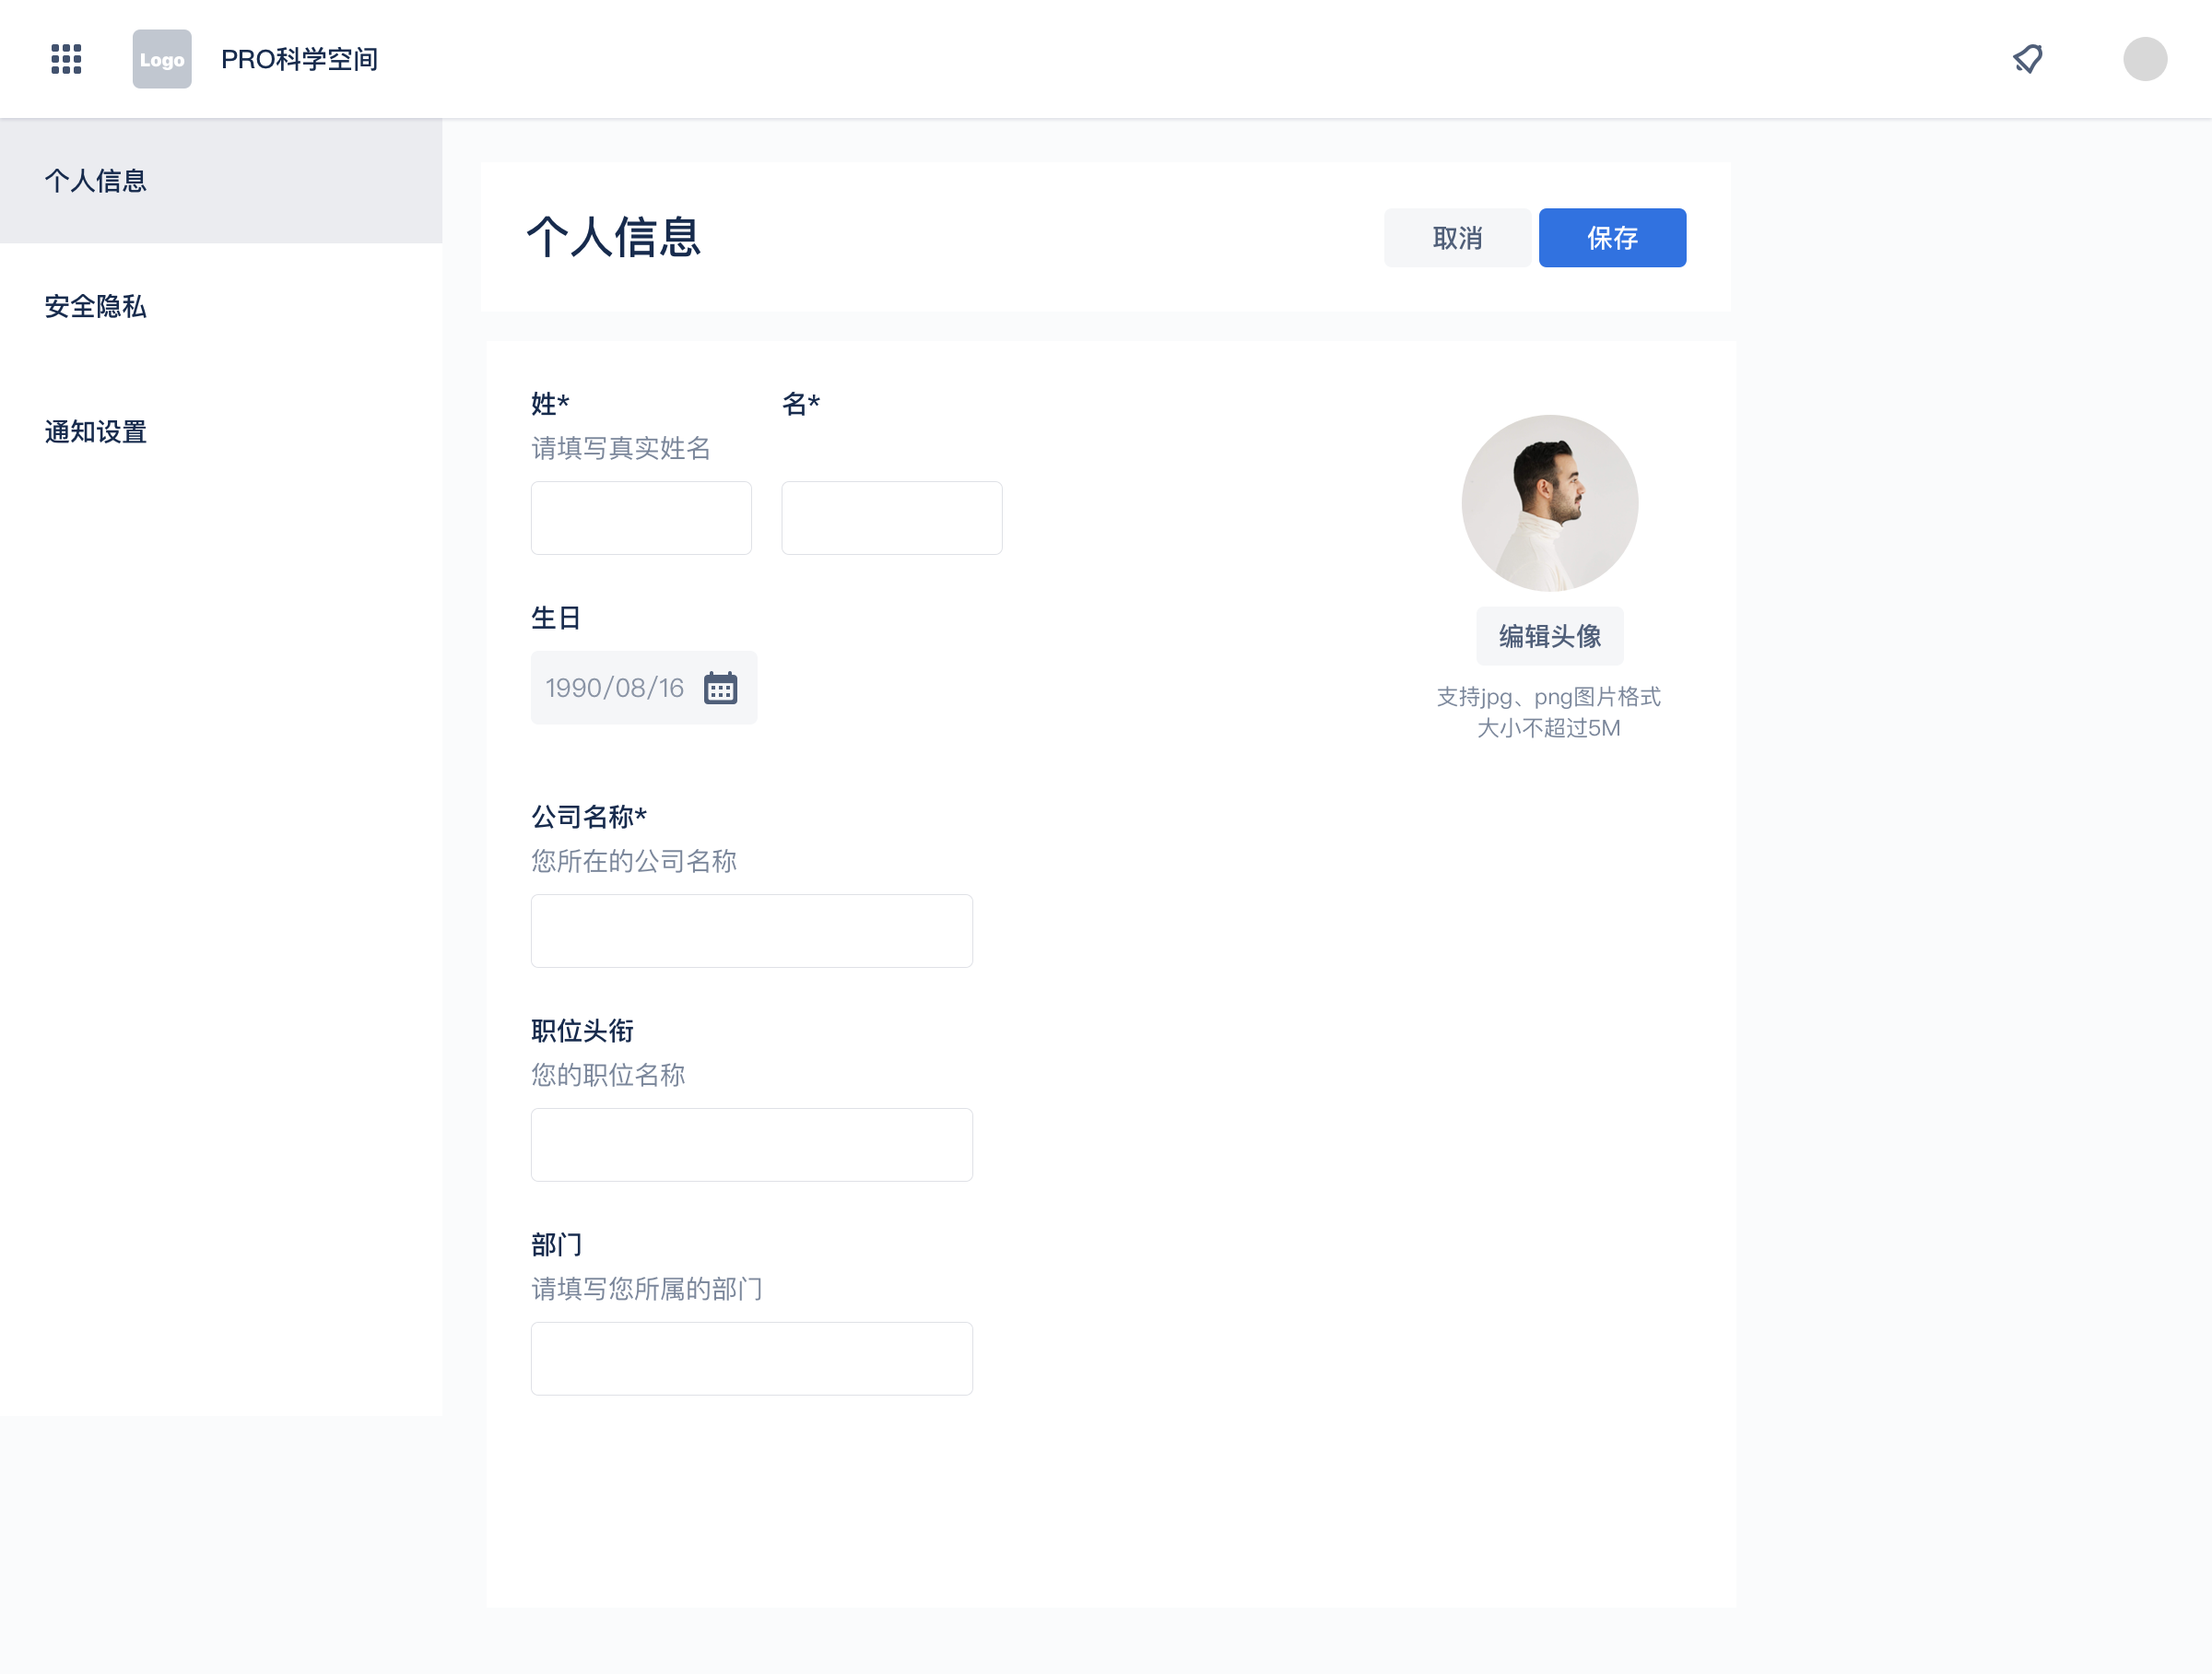 Logo
PRO科学空间
个人信息
安全隐私
通知设置
个人信息
取消
保存
姓*
名*
请填写真实姓名
生日
1990/08/16
编辑头像
支持jpg、png图片格式
大小不超过5M
公司名称*
您所在的公司名称
职位头衔
您的职位名称
部门
请填写您所属的部门